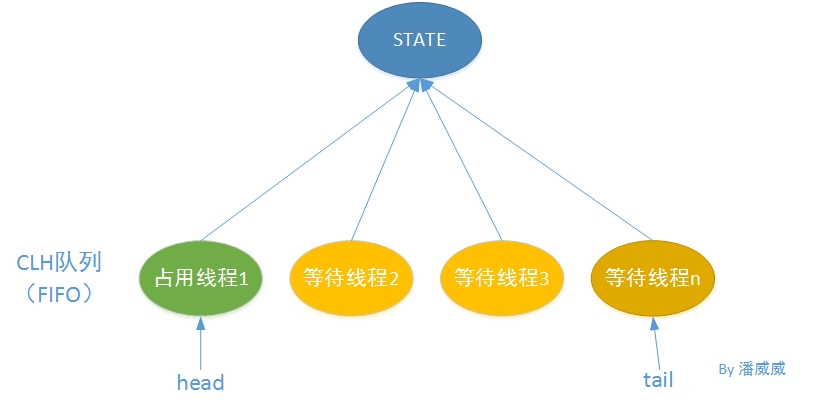 STATE
CLH队列
（FIFO）
占用线程1
等待线程2
等待线程3
等待线程n
head
tail
By 潘威威